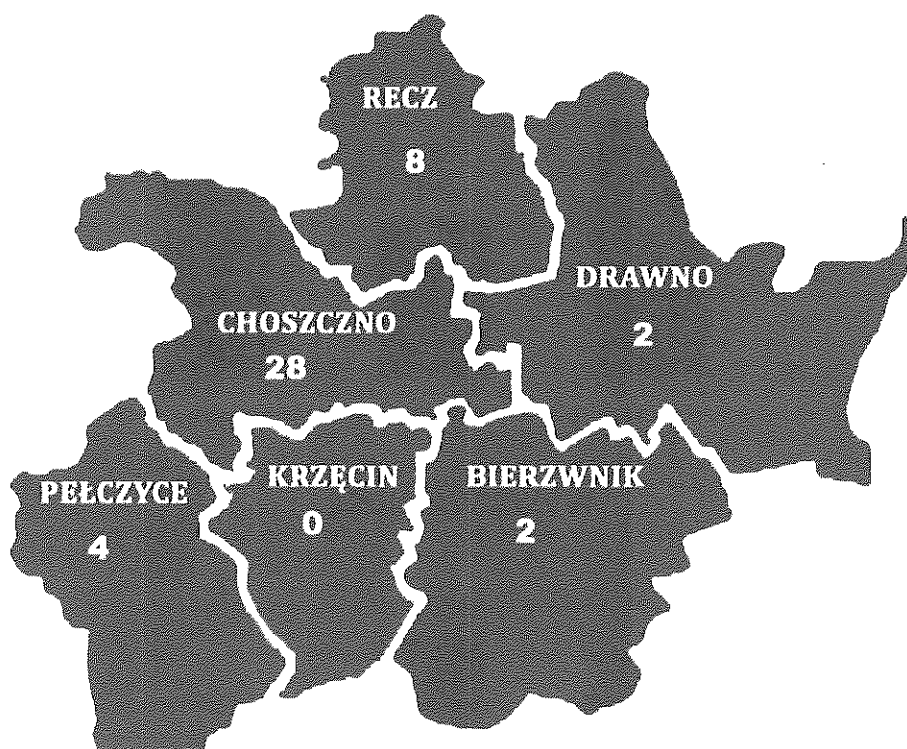 RECZ
8
DRAWNO
2
CHOSZCZNO
28
PEŁCZYCE
4
KRZĘCIN
0
BIERZWNIK
2